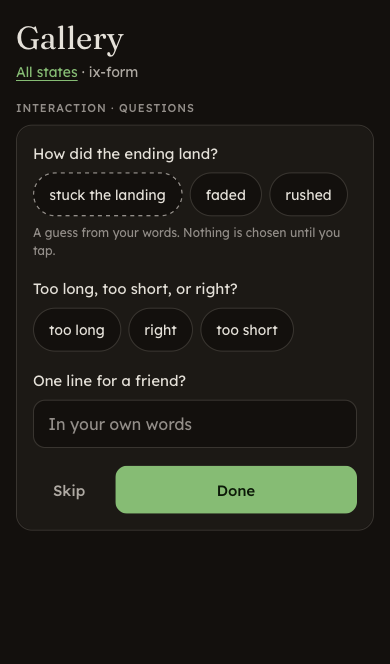 Gallery
All states · ix-form
INTERACTION · QUESTIONS
How did the ending land?
stuck the landing faded rushed
A guess from your words. Nothing is chosen until you
tap.
Too long, too short, or right?
too long right too short
One line for a friend?
In your own words
Skip Done